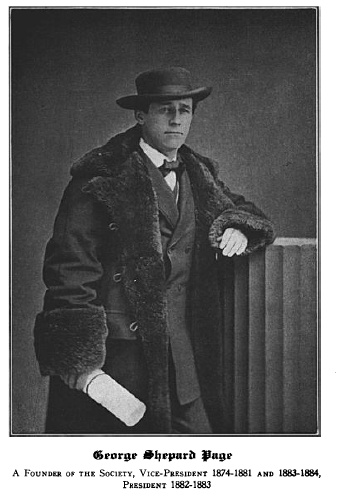 George Shepard Page
A Founder of the Society, Vice-President 1874-1881 and 1883-1884,
President 1882-1883